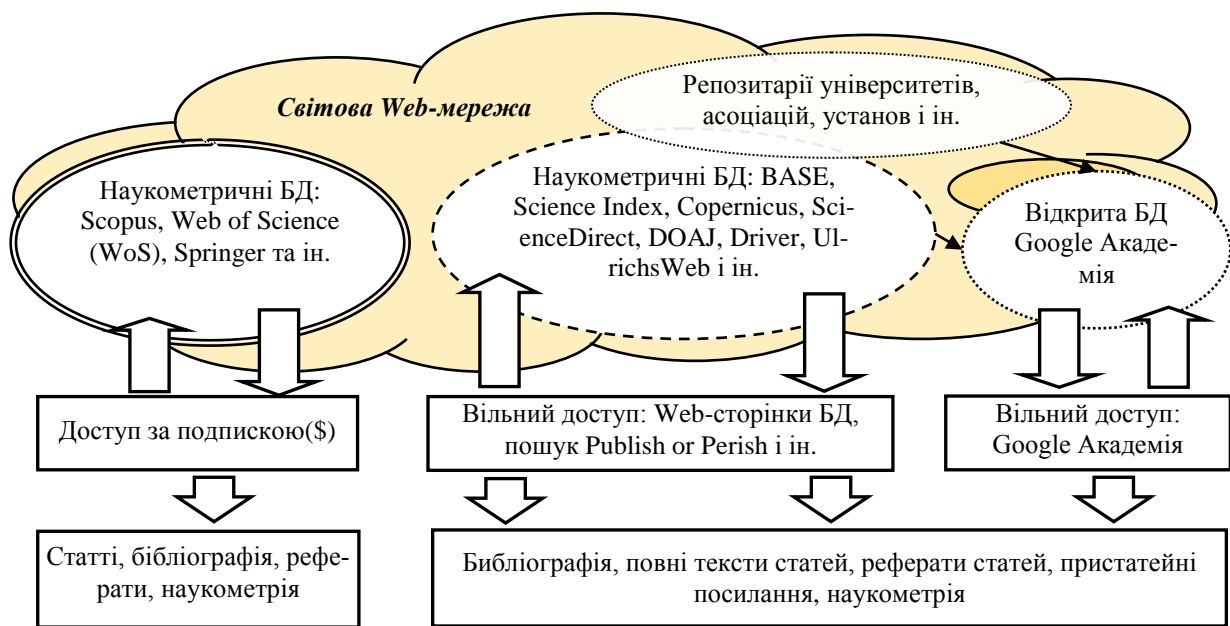 Світова Web-мережа
Репозитарії університетів,
асоціацій, установ і ін.
Наукометричні БД:
Scopus, Web of Science
(WoS), Springer та ін.
Наукометричні БД: BASE,
Science Index, Copernicus, Sci-
enceDirect, DOAJ, Driver, Ul-
richsWeb і ін.
Відкрита БД
Google Акаде-
мія
Доступ за подпискою($)
Вільний доступ: Web-сторінки БД,
пошук Publish or Perish і ін.
Вільний доступ:
Google Академія
Статті, бібліографія, рефе-
рати, наукометрія
Библіографія, повні тексти статей, реферати статей, пристатейні
посилання, наукометрія